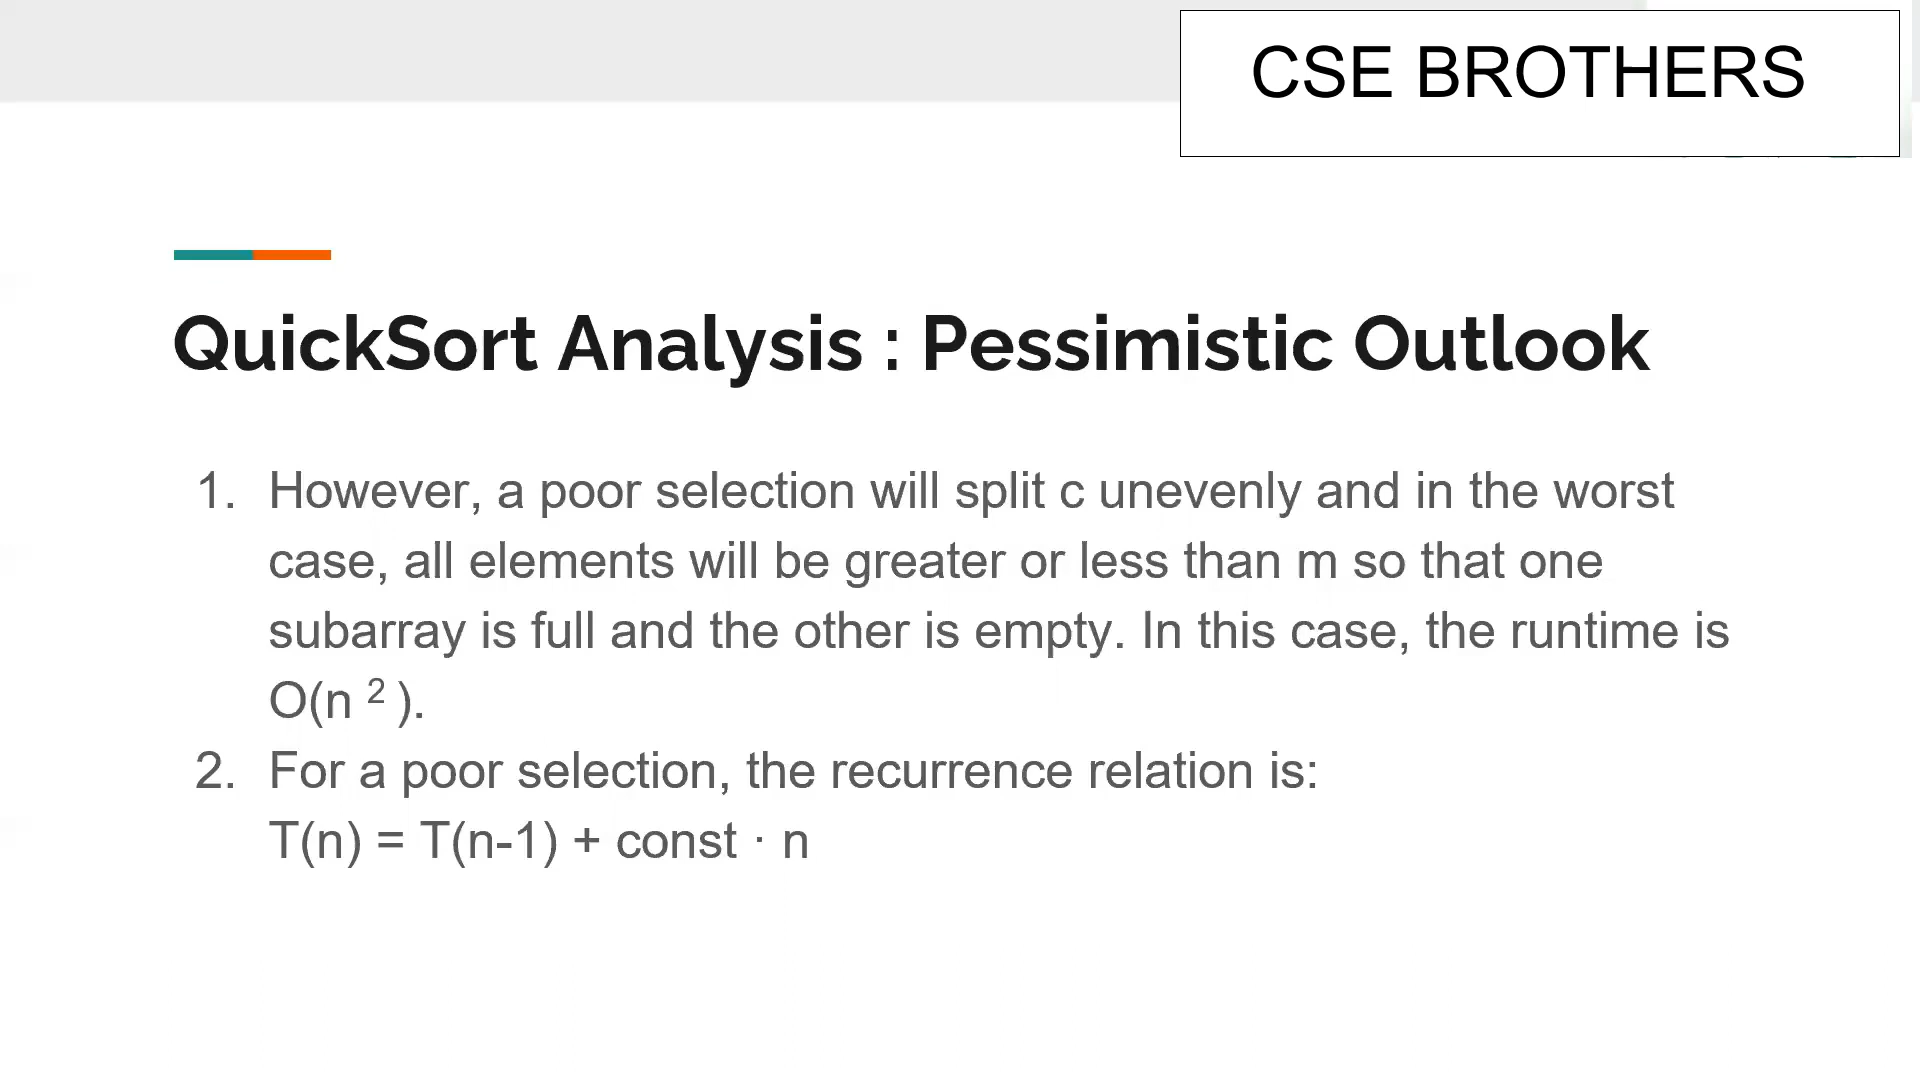 CSE BROTHERS
QuickSort Analysis : Pessimistic Outlook
1. However, a poor selection will split c unevenly and in the worst
case, all elements will be greater or less than m so that one
subarray is full and the other is empty. In this case, the runtime is
O(n ² ).
2. For a poor selection, the recurrence relation is:
T(n) = T(n-1) + const · n